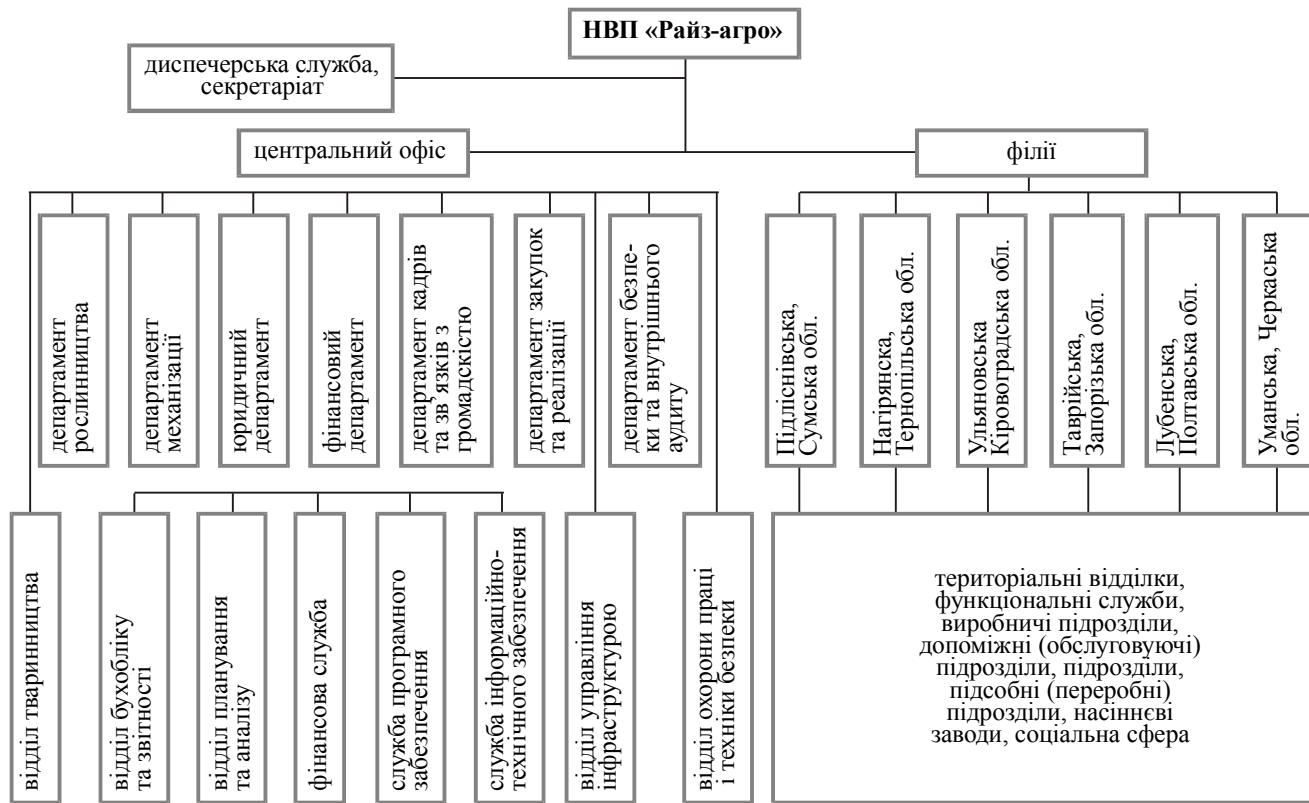 НВП «Райз-агро»
диспечерська служба,
секретаріат
центральний офіс
філії
департамент
рослинництва
департамент
механізації
юридичний
департамент
фінансовий
департамент
департамент кадрів
та зв’язків з
громадскістю
департамент закупок
та реалізації
департамент безпе-
ки та внутрішнього
аудиту
Підліснівська,
Сумська обл.
Нагірянска,
Тернопільська обл.
Ульяновська
Кіровоградська обл.
Таврійська,
Запорізька обл.
Лубенська,
Полтавська обл.
Уманська, Черкаська
обл.
відділ тваринництва
відділ бухобліку
та звітності
відділ планування
та аналізу
фінансова служба
служба програмного
забезпечення
служба інформаційно-
технічного забезпечення
відділ управління
інфраструктурою
відділ охорони праці
і техніки безпеки
територіальні відділки,
функціональні служби,
виробничі підрозділи,
допоміжні (обслуговуючі)
підрозділи, підрозділи,
підсобні (переробні)
підрозділи, насіннєві
заводи, соціальна сфера